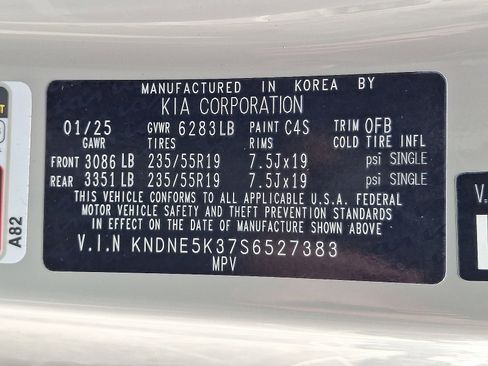 MANUFACTURED IN KOREA BY
KIA CORPORATION
01/25 GVWR 6283LB PAINT C4S TRIM OFB
GAWR TIRES RIMS COLD TIRE INFL
FRONT 3086 LB 235/55R19 7.5Jx19 psi SINGLE
REAR 3351 LB 235/55R19 7.5Jx19 psi SINGLE
THIS VEHICLE CONFORMS TO ALL APPLICABLE U.S.A. FEDERAL
MOTOR VEHICLE SAFETY AND THEFT PREVENTION STANDARDS
IN EFFECT ON THE DATE OF MANUFACTURE SHOWN ABOVE
V.I.N KNDNE5K37S6527383
MPV
A82